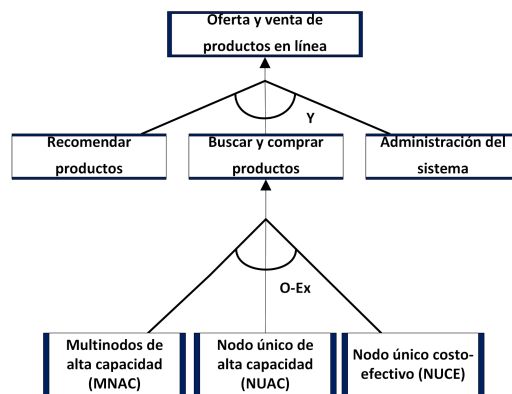 Oferta y venta de
productos en línea
Y
Recomendar
productos
Buscar y comprar
productos
Administración del
sistema
O-Ex
Multinodos de
alta capacidad
(MNAC)
Nodo único de
alta capacidad
(NUAC)
Nodo único costo-
efectivo (NUCE)